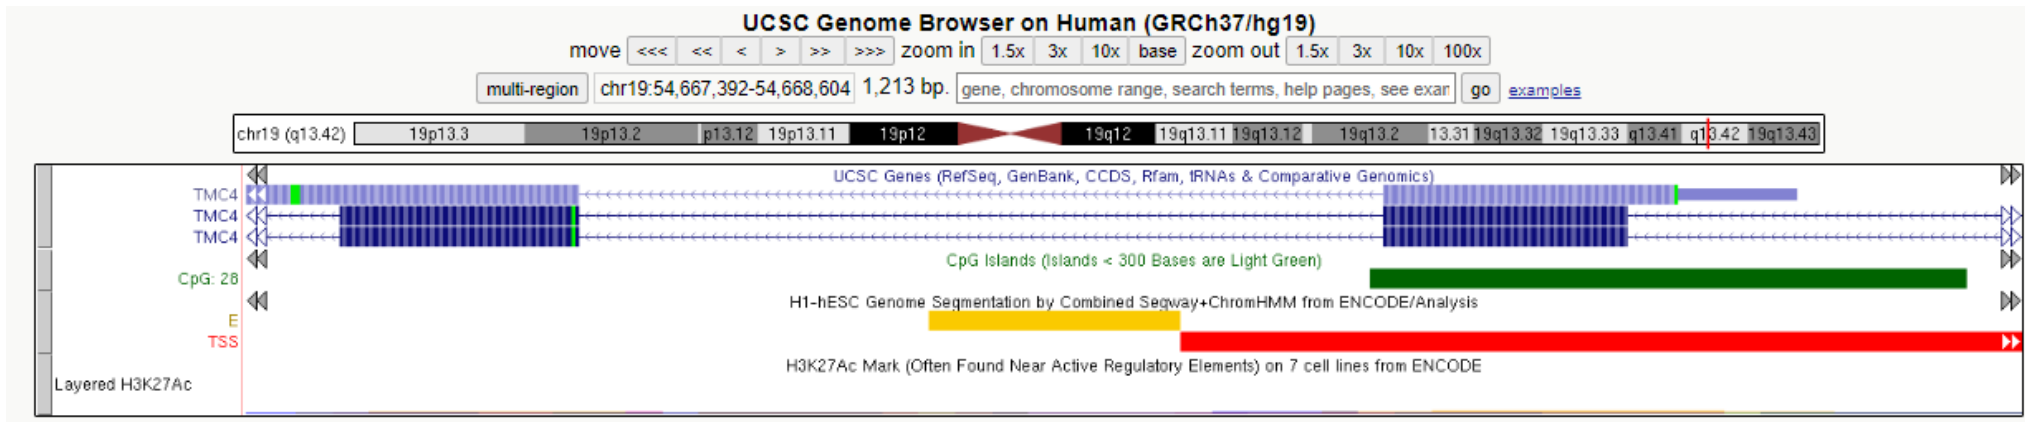 UCSC Genome Browser on Human (GRCh37/hg19)
move <<< << < > >> >>> zoom in 1.5x 3x 10x base zoom out 1.5x 3x 10x 100x
multi-region chr19:54,667,392-54,668,604 1,213 bp. gene, chromosome range, search terms, help pages, see exar go examples
chr19 (q13.42) 19p13.3 19p13.2 p13.12 19p13.11 19p12 19q12 19q13.11 19q13.12 19q13.2 13.31 19q13.32 19q13.33 q13.41 q13.42 19q13.43
UCSC Genes (RefSeq, GenBank, CCDS, Rfam, tRNAs & Comparative Genomics)
TMC4
TMC4
TMC4
CpG Islands (Islands < 300 Bases are Light Green)
CpG: 28
H1-hESC Genome Segmentation by Combined Segway+ChromHMM from ENCODE/Analysis
E
TSS
H3K27Ac Mark (Often Found Near Active Regulatory Elements) on 7 cell lines from ENCODE
Layered H3K27Ac